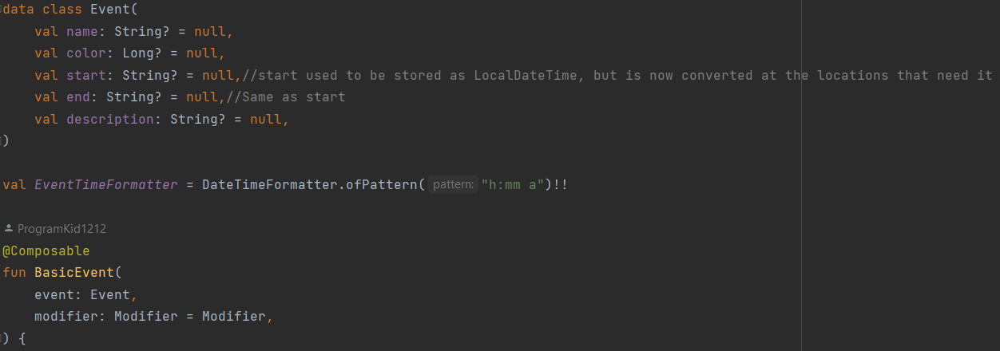 data class Event(
    val name: String? = null,
    val color: Long? = null,
    val start: String? = null,//start used to be stored as LocalDateTime, but is now converted at the locations that need it
    val end: String? = null,//Same as start
    val description: String? = null,
)
val EventTimeFormatter = DateTimeFormatter.ofPattern( pattern: "h:mm a")!!
ProgramKid1212
@Composable
fun BasicEvent(
    event: Event,
    modifier: Modifier = Modifier,
) {